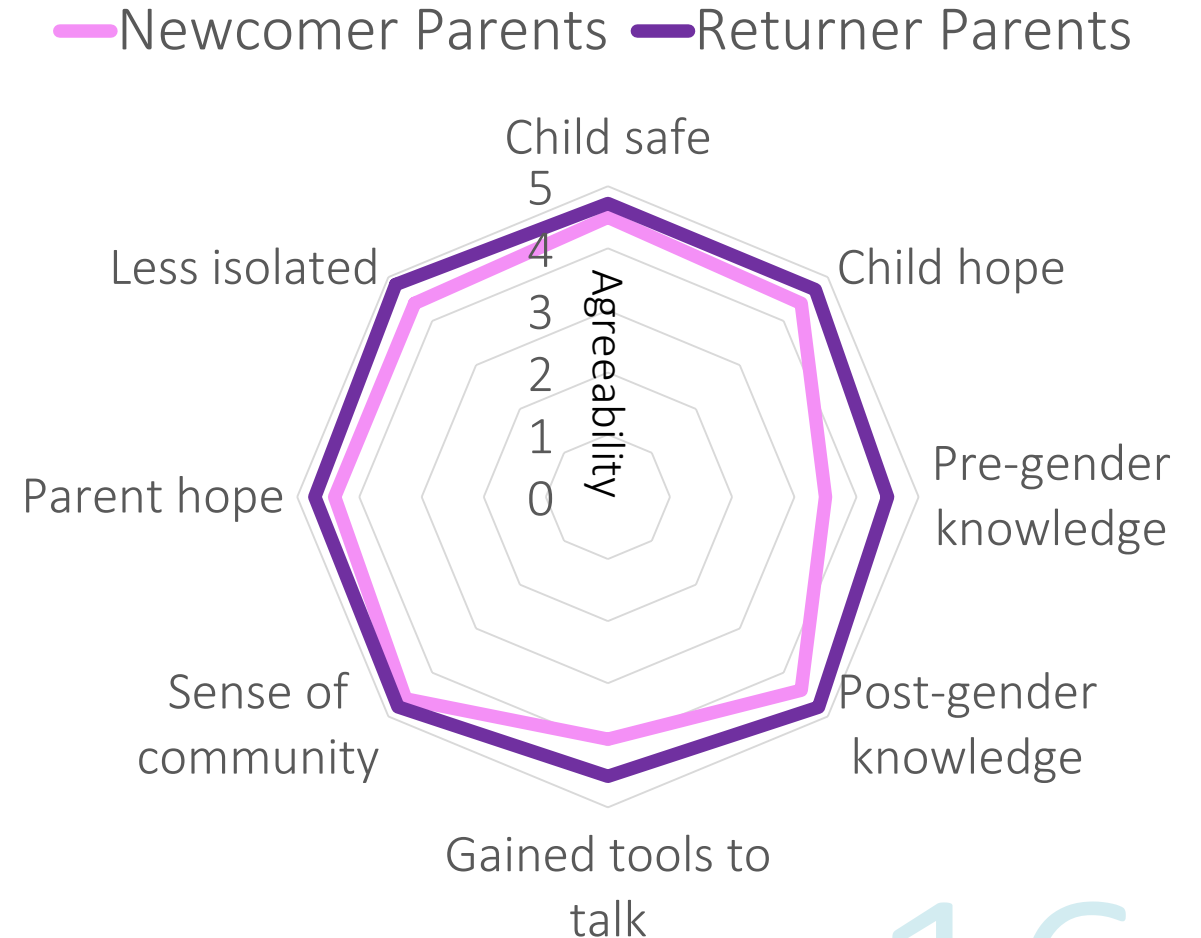 Newcomer Parents Returner Parents
Child safe
5
Less isolated
4
Child hope
Agreeability
3
2
1
0
Parent hope
Pre-gender
knowledge
Sense of
community
Post-gender
knowledge
Gained tools to
talk